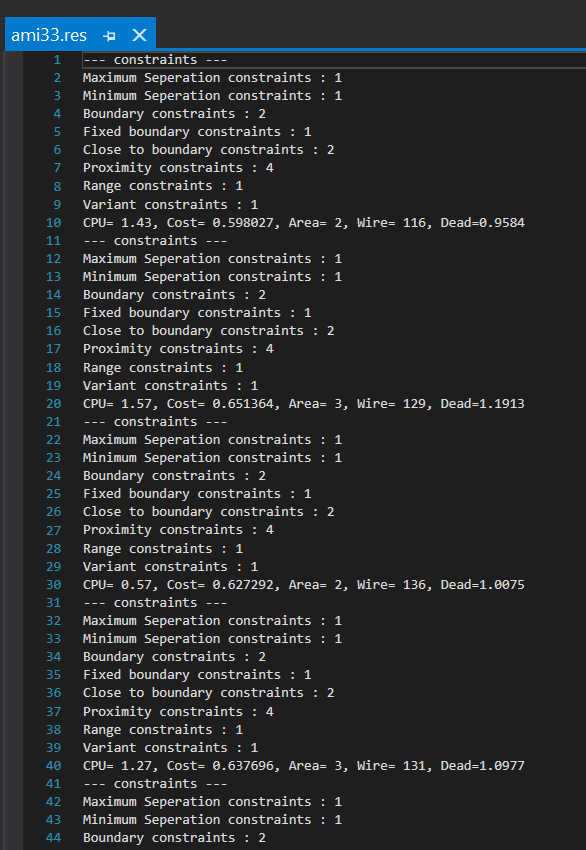 ami33.res
1 --- constraints ---
2 Maximum Seperation constraints : 1
3 Minimum Seperation constraints : 1
4 Boundary constraints : 2
5 Fixed boundary constraints : 1
6 Close to boundary constraints : 2
7 Proximity constraints : 4
8 Range constraints : 1
9 Variant constraints : 1
10 CPU= 1.43, Cost= 0.598027, Area= 2, Wire= 116, Dead=0.9584
11 --- constraints ---
12 Maximum Seperation constraints : 1
13 Minimum Seperation constraints : 1
14 Boundary constraints : 2
15 Fixed boundary constraints : 1
16 Close to boundary constraints : 2
17 Proximity constraints : 4
18 Range constraints : 1
19 Variant constraints : 1
20 CPU= 1.57, Cost= 0.651364, Area= 3, Wire= 129, Dead=1.1913
21 --- constraints ---
22 Maximum Seperation constraints : 1
23 Minimum Seperation constraints : 1
24 Boundary constraints : 2
25 Fixed boundary constraints : 1
26 Close to boundary constraints : 2
27 Proximity constraints : 4
28 Range constraints : 1
29 Variant constraints : 1
30 CPU= 0.57, Cost= 0.627292, Area= 2, Wire= 136, Dead=1.0075
31 --- constraints ---
32 Maximum Seperation constraints : 1
33 Minimum Seperation constraints : 1
34 Boundary constraints : 2
35 Fixed boundary constraints : 1
36 Close to boundary constraints : 2
37 Proximity constraints : 4
38 Range constraints : 1
39 Variant constraints : 1
40 CPU= 1.27, Cost= 0.637696, Area= 3, Wire= 131, Dead=1.0977
41 --- constraints ---
42 Maximum Seperation constraints : 1
43 Minimum Seperation constraints : 1
44 Boundary constraints : 2